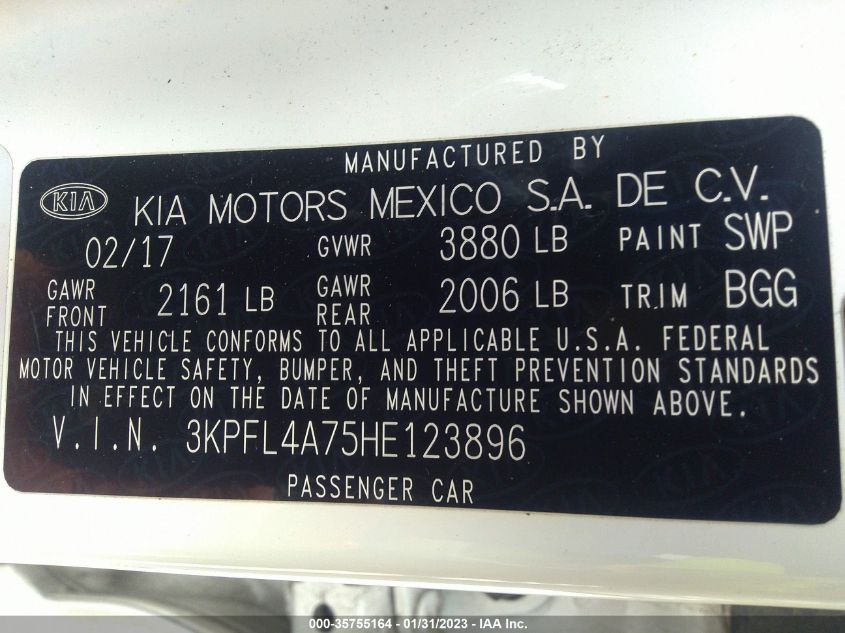 MANUFACTURED BY
KIA KIA MOTORS MEXICO S.A. DE C.V.
02/17 GVWR 3880 LB PAINT SWP
GAWR FRONT 2161 LB GAWR REAR 2006 LB TRIM BGG
THIS VEHICLE CONFORMS TO ALL APPLICABLE U.S.A. FEDERAL
MOTOR VEHICLE SAFETY, BUMPER, AND THEFT PREVENTION STANDARDS
IN EFFECT ON THE DATE OF MANUFACTURE SHOWN ABOVE.
V.I.N. 3KPFL4A75HE123896
PASSENGER CAR
000-35755164 - 01/31/2023 - IAA Inc.